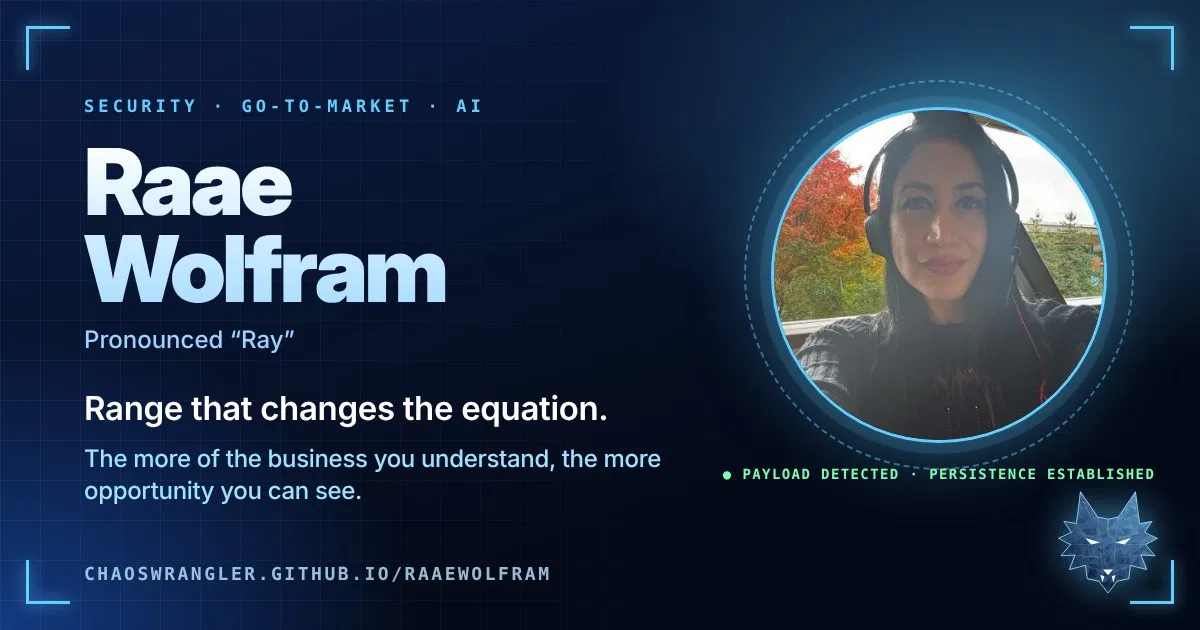 SECURITY · GO-TO-MARKET · AI
Raae
Wolfram
Pronounced “Ray”
Range that changes the equation.
The more of the business you understand, the more
opportunity you can see.
● PAYLOAD DETECTED · PERSISTENCE ESTABLISHED
CHAOSWRANGLER.GITHUB.IO/RAAEWOLFRAM